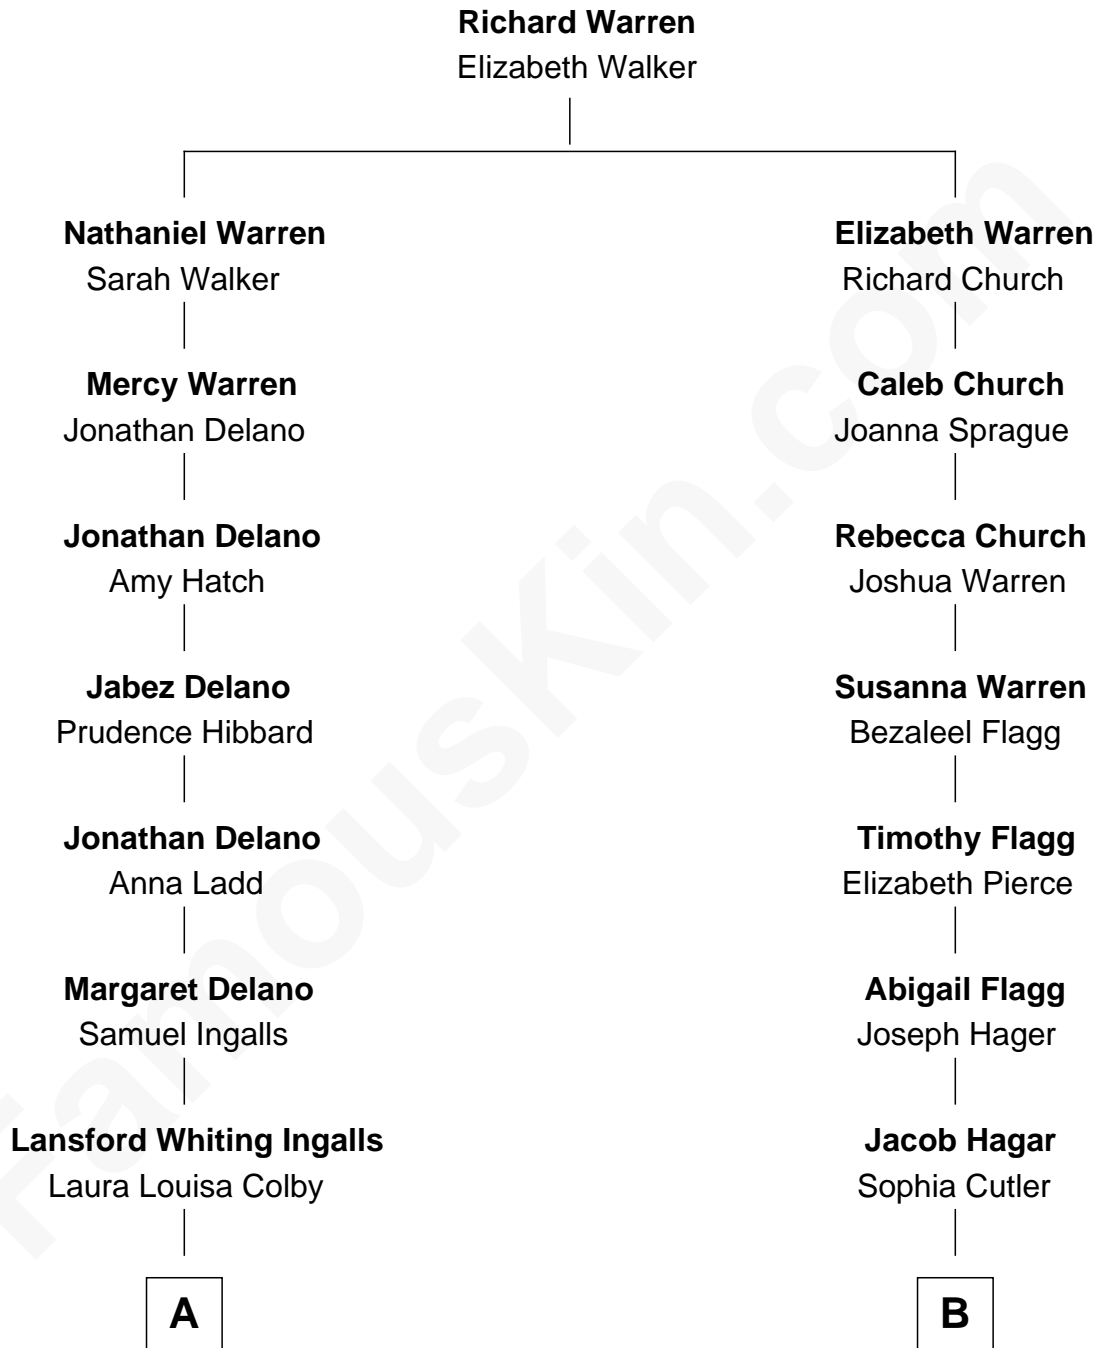 Richard Warren
Elizabeth Walker
Nathaniel Warren
Sarah Walker
Mercy Warren
Jonathan Delano
Jonathan Delano
Amy Hatch
Jabez Delano
Prudence Hibbard
Jonathan Delano
Anna Ladd
Margaret Delano
Samuel Ingalls
Lansford Whiting Ingalls
Laura Louisa Colby
A
Elizabeth Warren
Richard Church
Caleb Church
Joanna Sprague
Rebecca Church
Joshua Warren
Susanna Warren
Bezaleel Flagg
Timothy Flagg
Elizabeth Pierce
Abigail Flagg
Joseph Hager
Jacob Hagar
Sophia Cutler
B
FamousKin.com